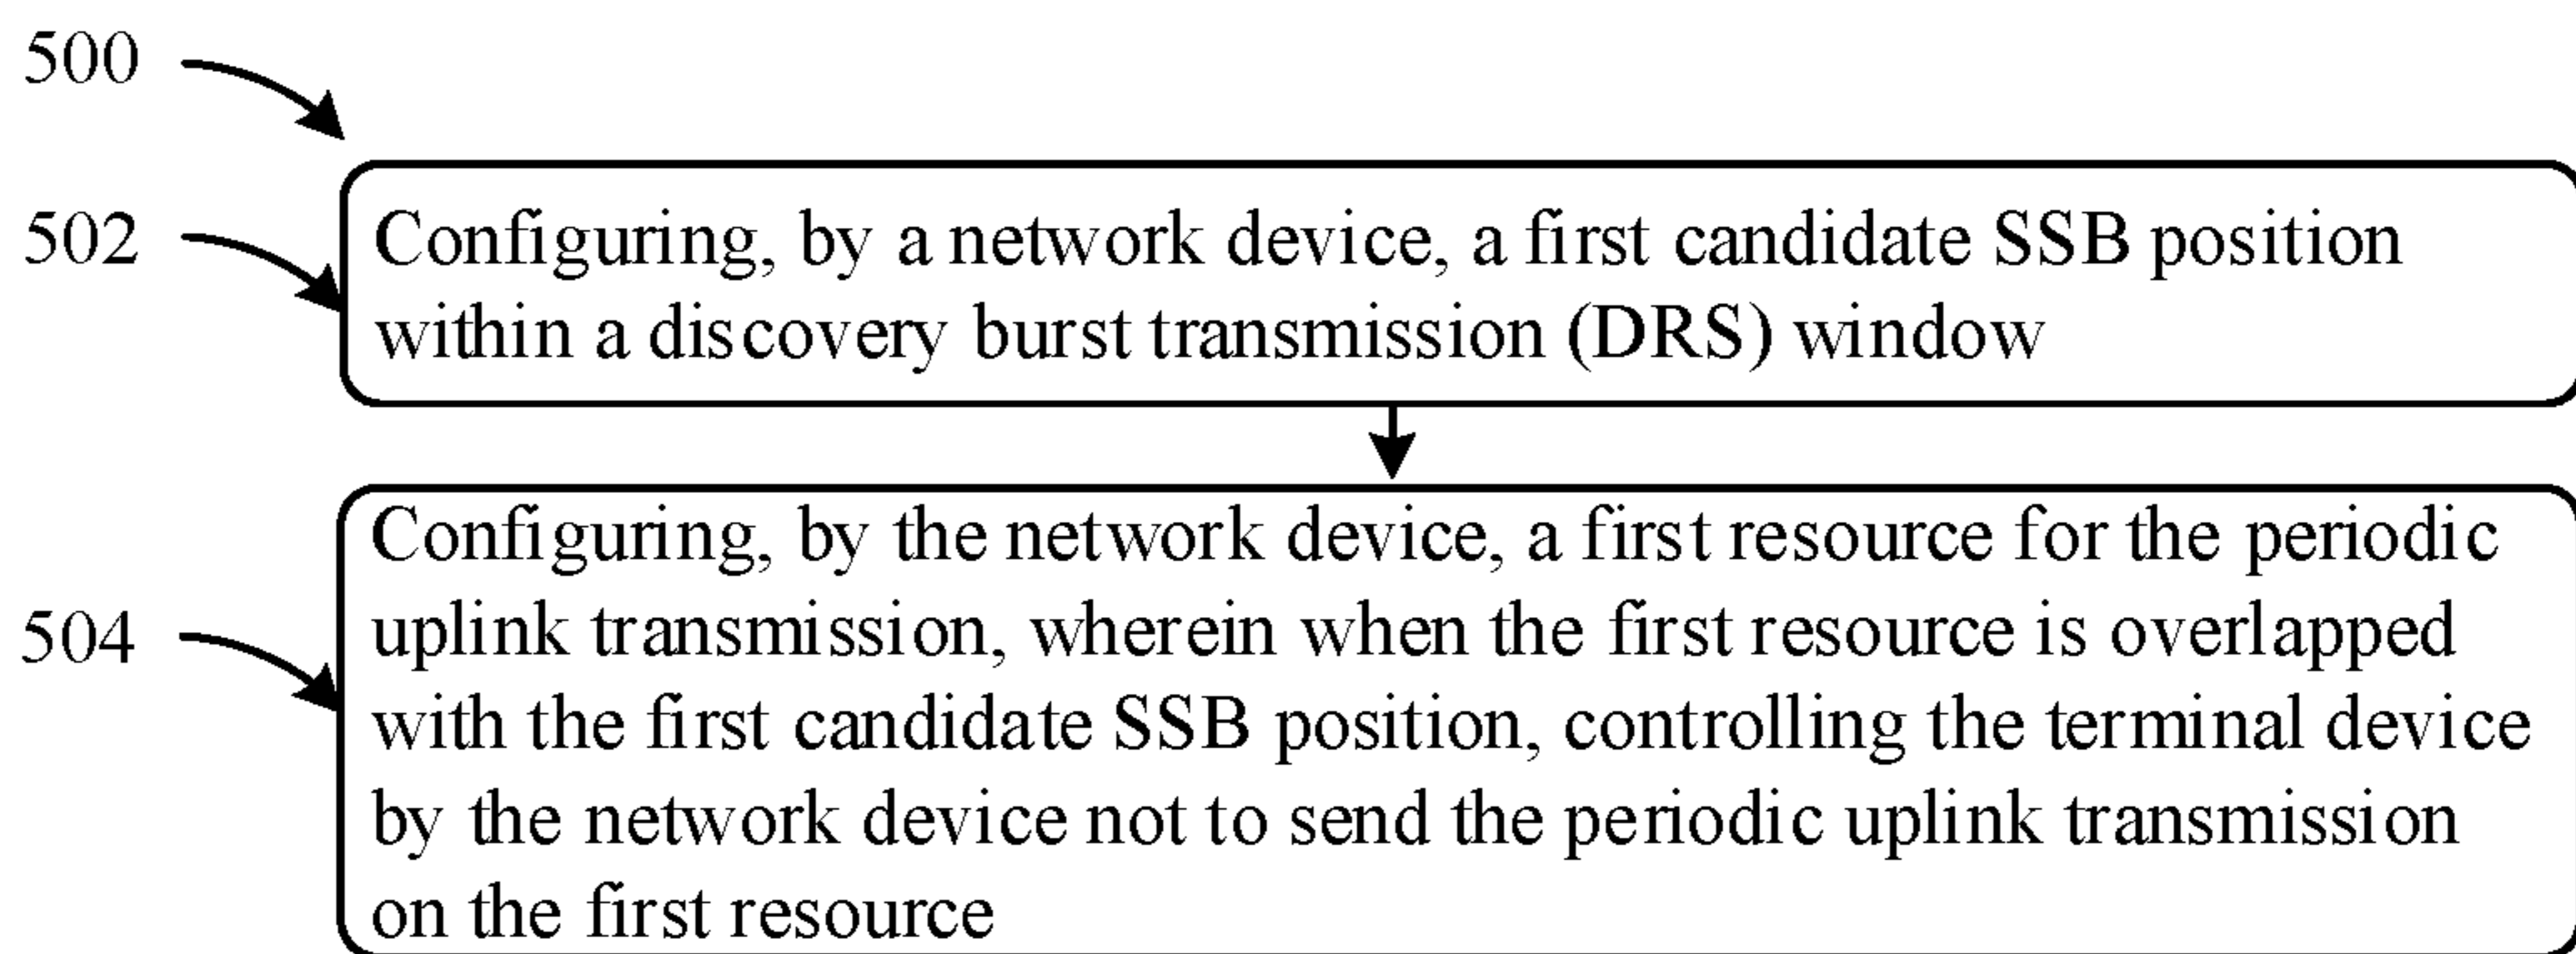 500
502
Configuring, by a network device, a first candidate SSB position
within a discovery burst transmission (DRS) window
504
Configuring, by the network device, a first resource for the periodic
uplink transmission, wherein when the first resource is overlapped
with the first candidate SSB position, controlling the terminal device
by the network device not to send the periodic uplink transmission
on the first resource